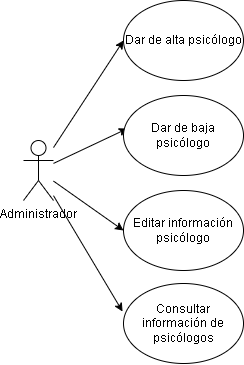 Dar de alta psicólogo
Dar de baja
psicólogo
Administrador
Editar información
psicólogo
Consultar
información de
psicólogos